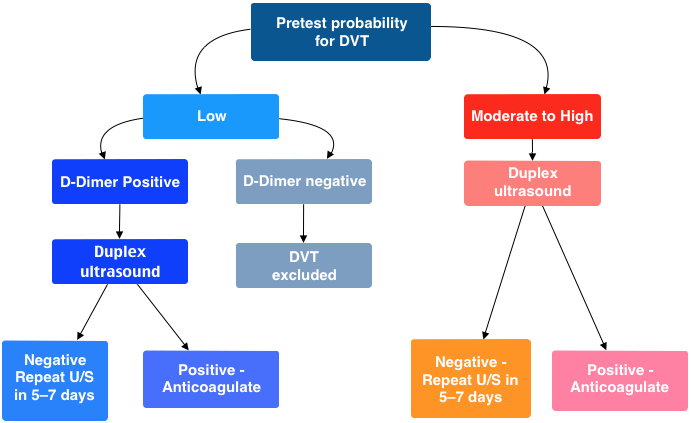 Pretest probability
for DVT
Low
Moderate to High
D-Dimer Positive
D-Dimer negative
Duplex
ultrasound
Duplex
ultrasound
DVT
excluded
Negative
Repeat U/S
in 5–7 days
Positive -
Anticoagulate
Negative -
Repeat U/S in
5–7 days
Positive -
Anticoagulate